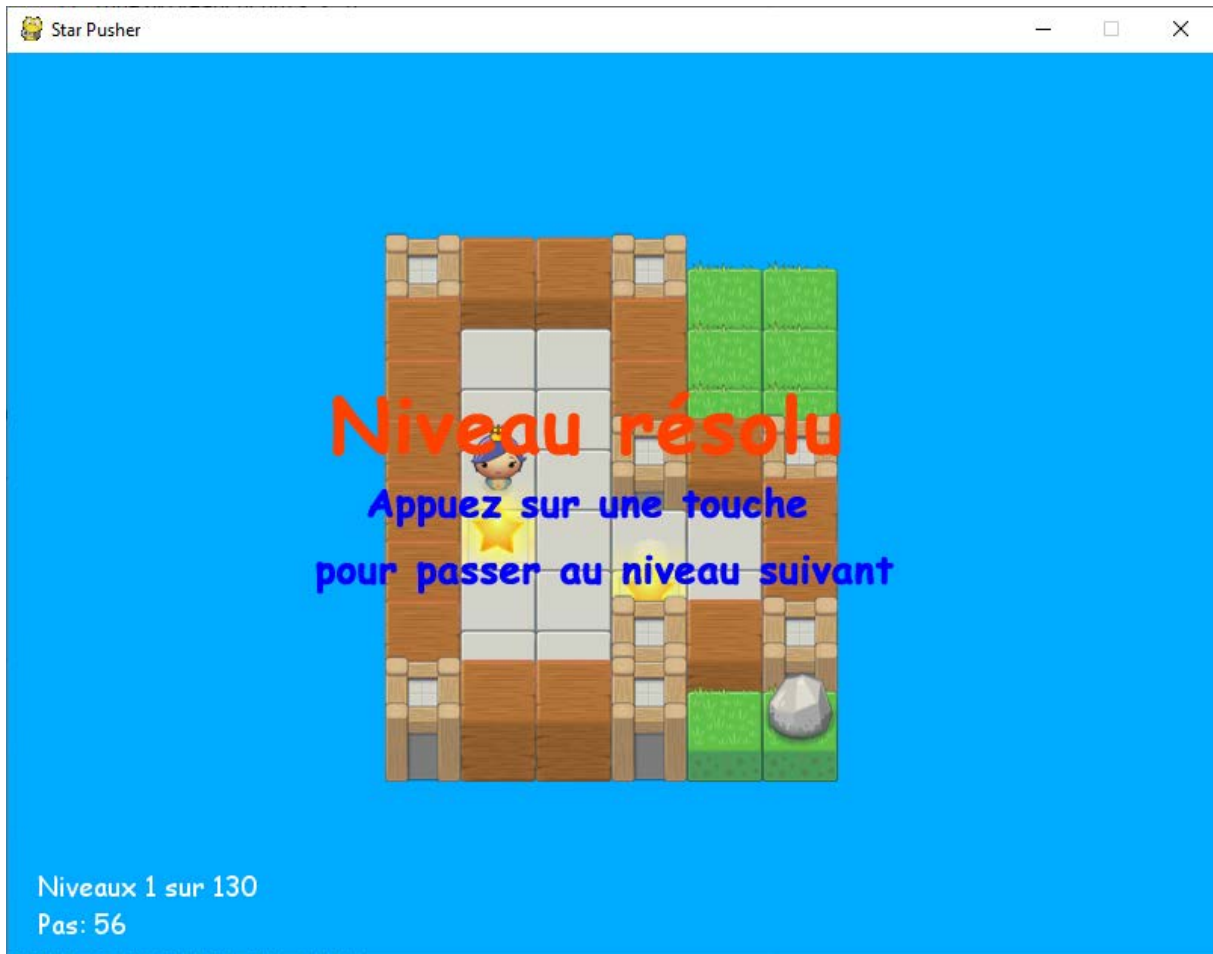 Star Pusher
Niveau résolu
Appuez sur une touche
pour passer au niveau suivant
Niveaux 1 sur 130
Pas: 56